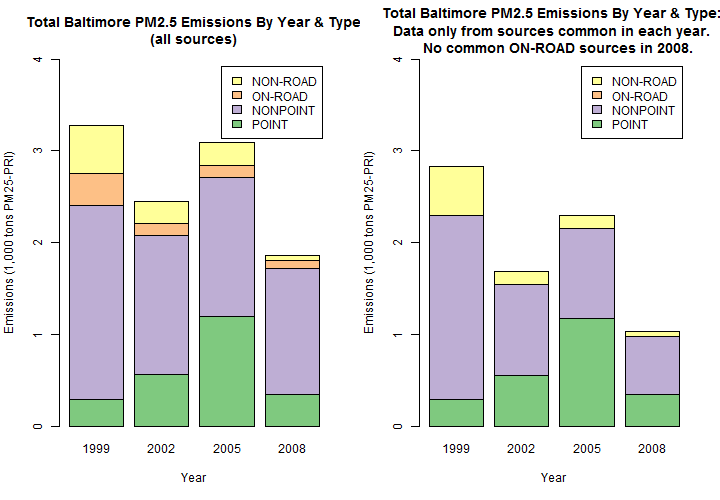 Total Baltimore PM2.5 Emissions By Year & Type
(all sources)
Emissions (1,000 tons PM25-PRI)
4
3
2
1
0
NON-ROAD
ON-ROAD
NONPOINT
POINT
1999 2002 2005 2008
Year
Total Baltimore PM2.5 Emissions By Year & Type:
Data only from sources common in each year.
No common ON-ROAD sources in 2008.
Emissions (1,000 tons PM25-PRI)
4
3
2
1
0
NON-ROAD
ON-ROAD
NONPOINT
POINT
1999 2002 2005 2008
Year